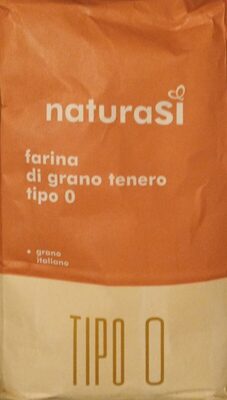 naturaSì
farina
di grano tenero
tipo 0
• grano
italiano
TIPO 0